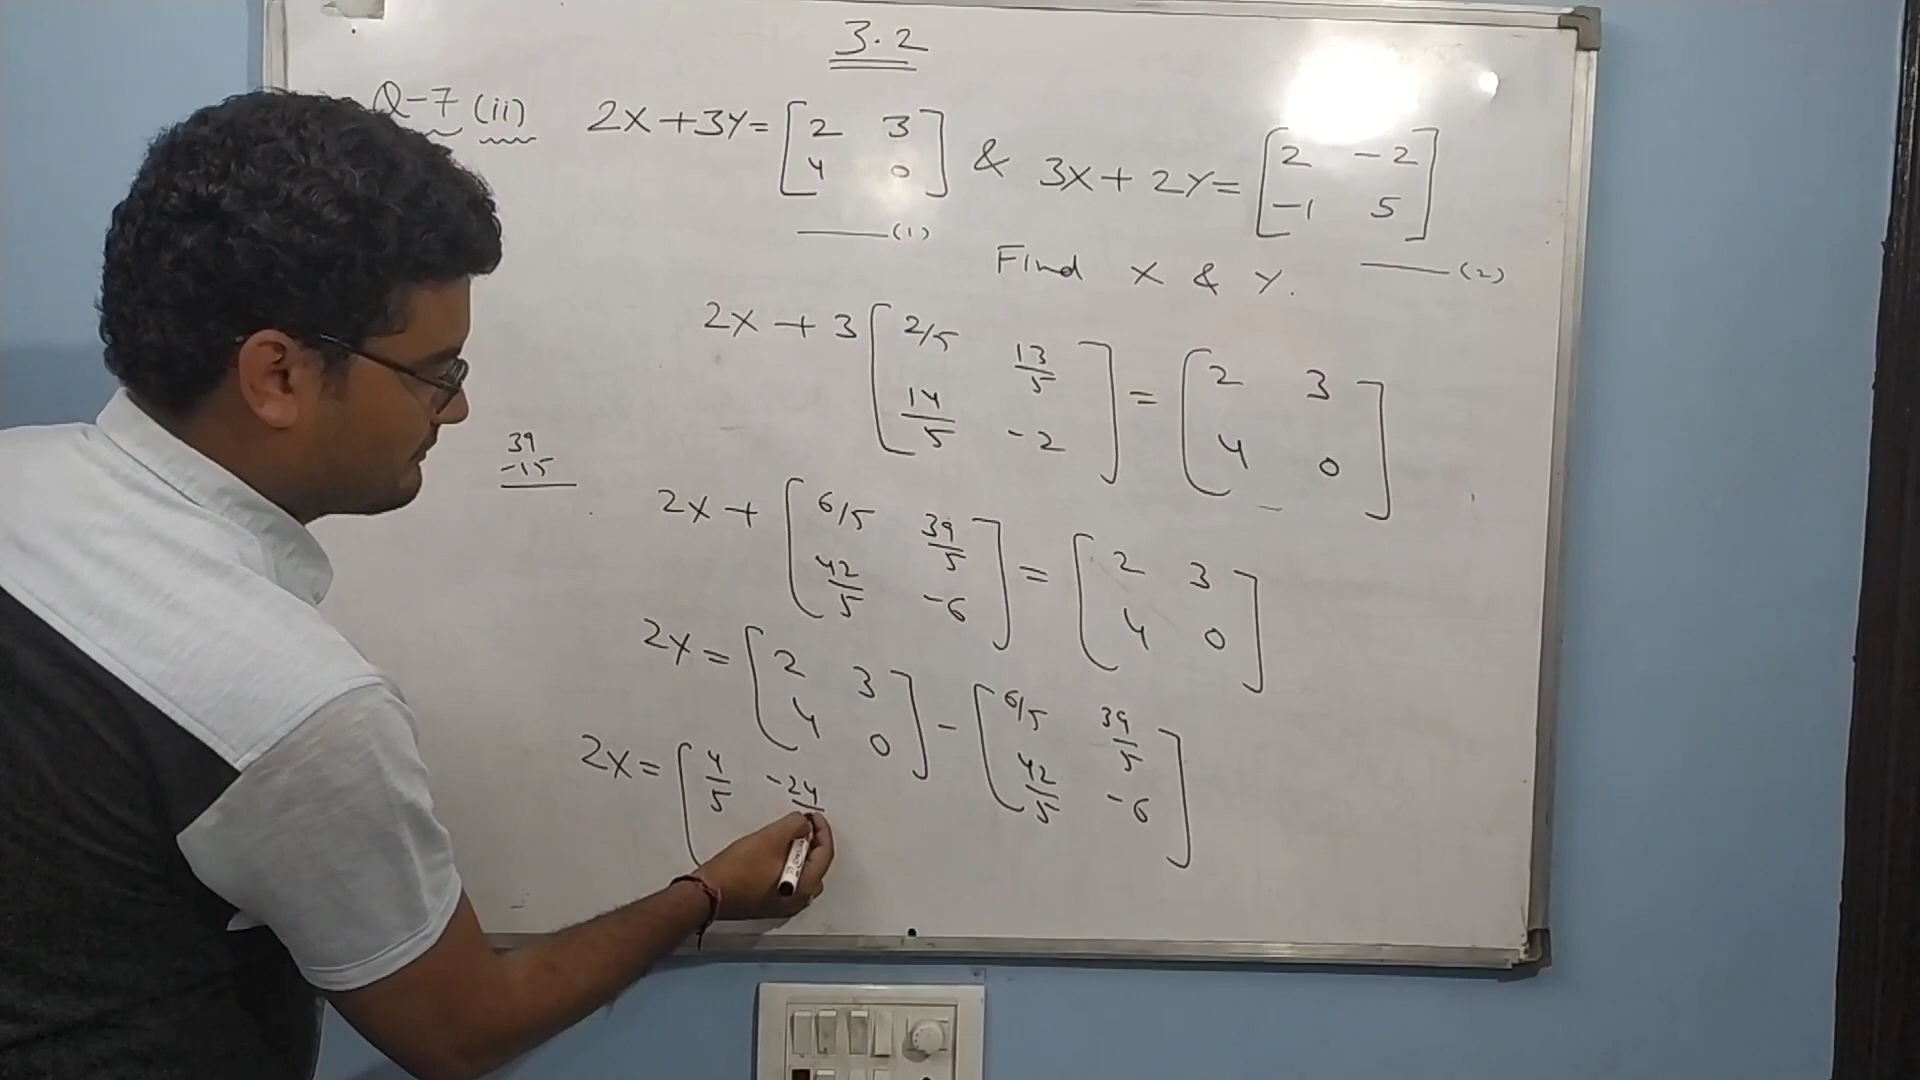 3.2
Q-7 (ii) 2X+3Y= [2 3 4 0] & 3X+2Y= [2 -2 -1 5]
(1)
Find X & Y. (2)
2X + 3 [2/5 13/5 14/5 -2] = [2 3 4 0]
39
-15
2X + [6/5 39/5 42/5 -6] = [2 3 4 0]
2X = [2 3 4 0] - [6/5 39/5 42/5 -6]
2X = [4/5 -24